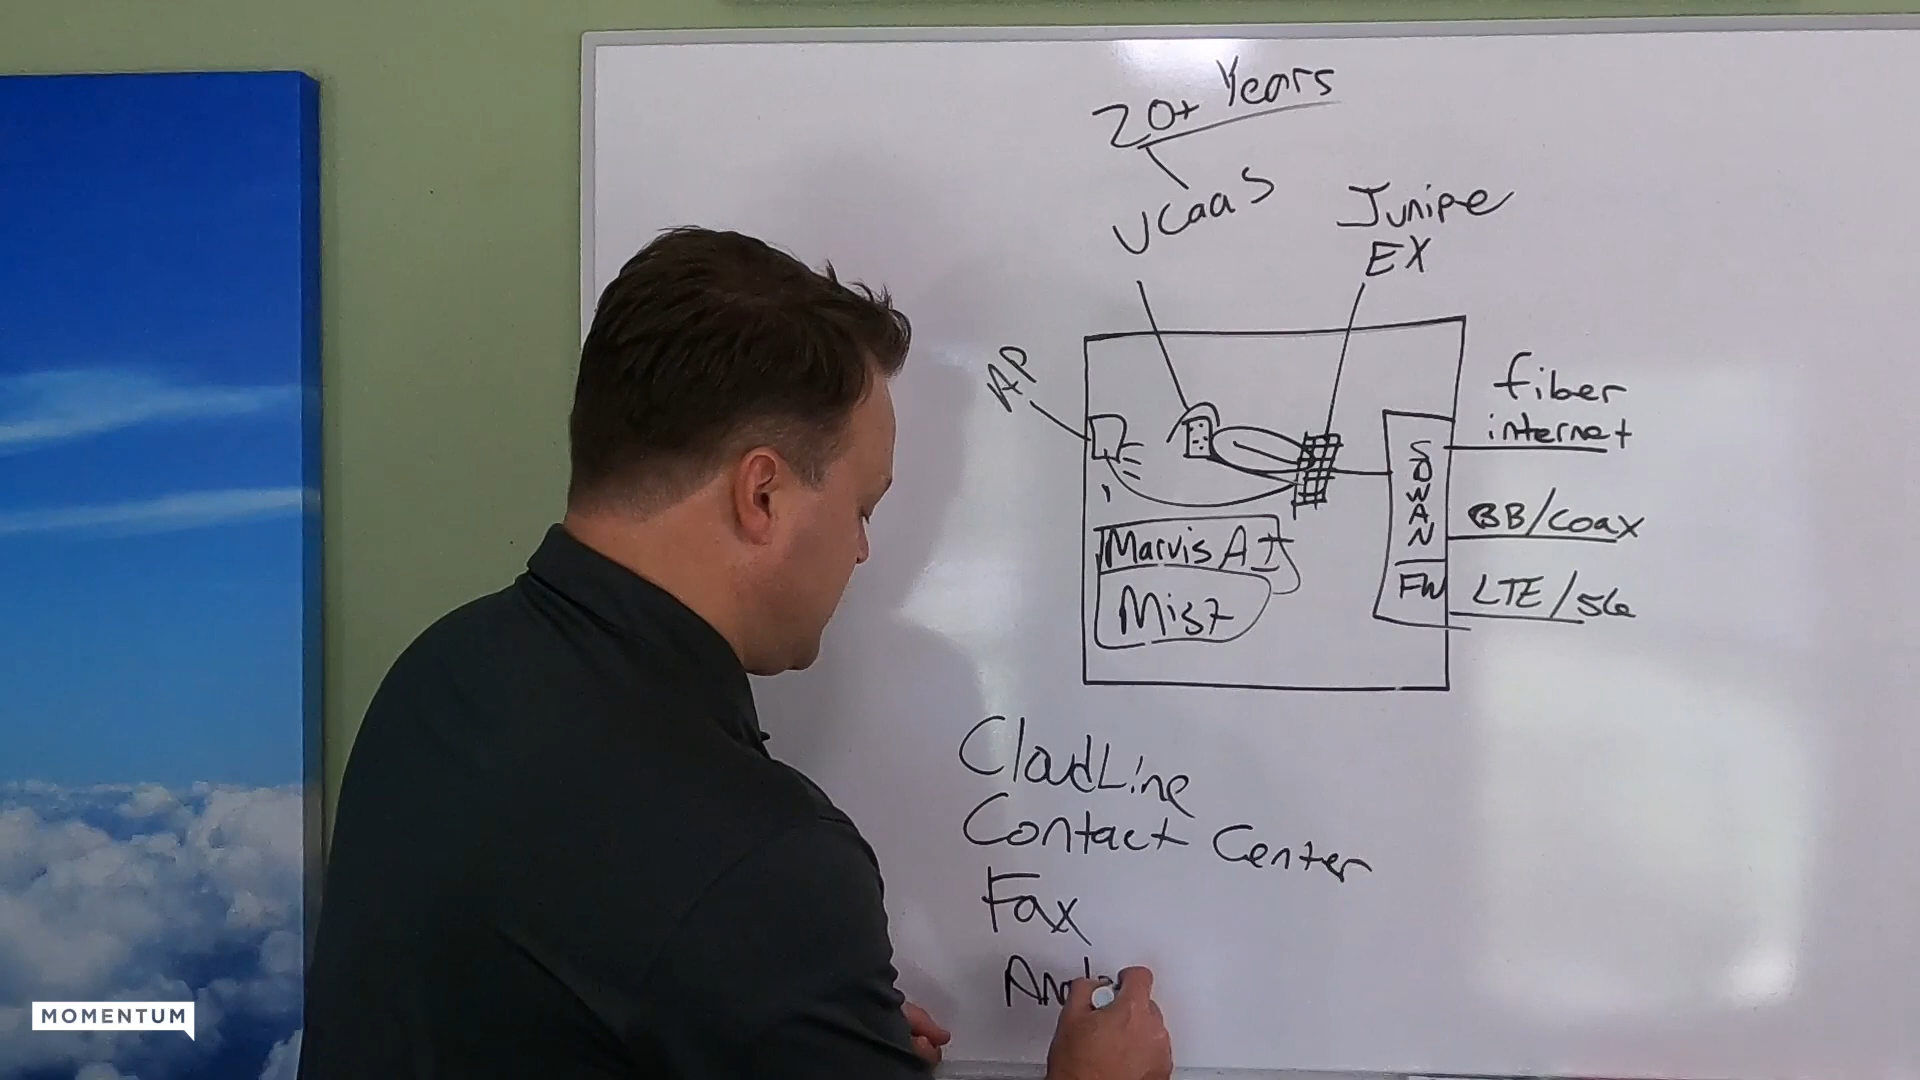 20+ Years
UCaaS
Junipe
EX
AP
fiber
internet
SDWAN
BB/Coax
FW
LTE/5G
Marvis AI
Mist
CloudLine
Contact Center
Fax
MOMENTUM